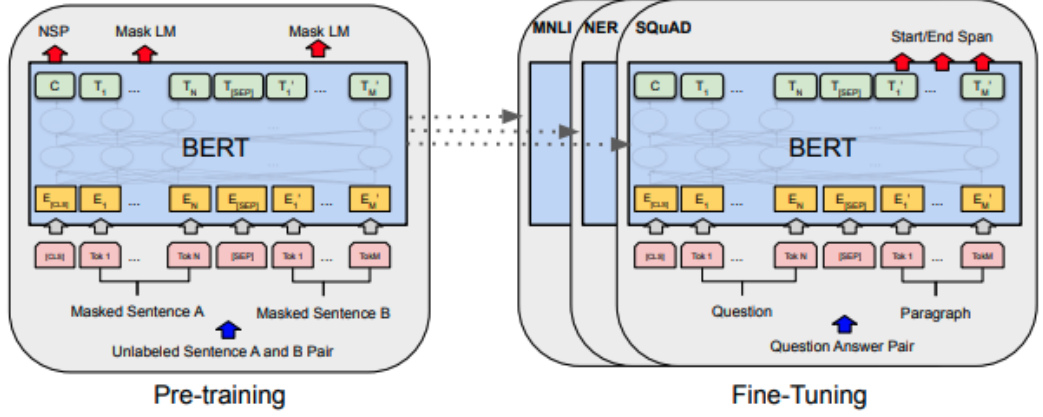 NSP Mask LM Mask LM
C T1 ... TN T[SEP] T1' ... TM'
BERT
E[CLS] E1 ... EN E[SEP] E1' ... EM'
[CLS] Tok 1 ... Tok N [SEP] Tok 1 ... TokM
Masked Sentence A Masked Sentence B
Unlabeled Sentence A and B Pair
Pre-training
MNLI NER SQuAD
Start/End Span
C T1 ... TN T[SEP] T1' ... TM'
BERT
E[CLS] E1 ... EN E[SEP] E1' ... EM'
[CLS] Tok 1 ... Tok N [SEP] Tok 1 ... TokM
Question Paragraph
Question Answer Pair
Fine-Tuning